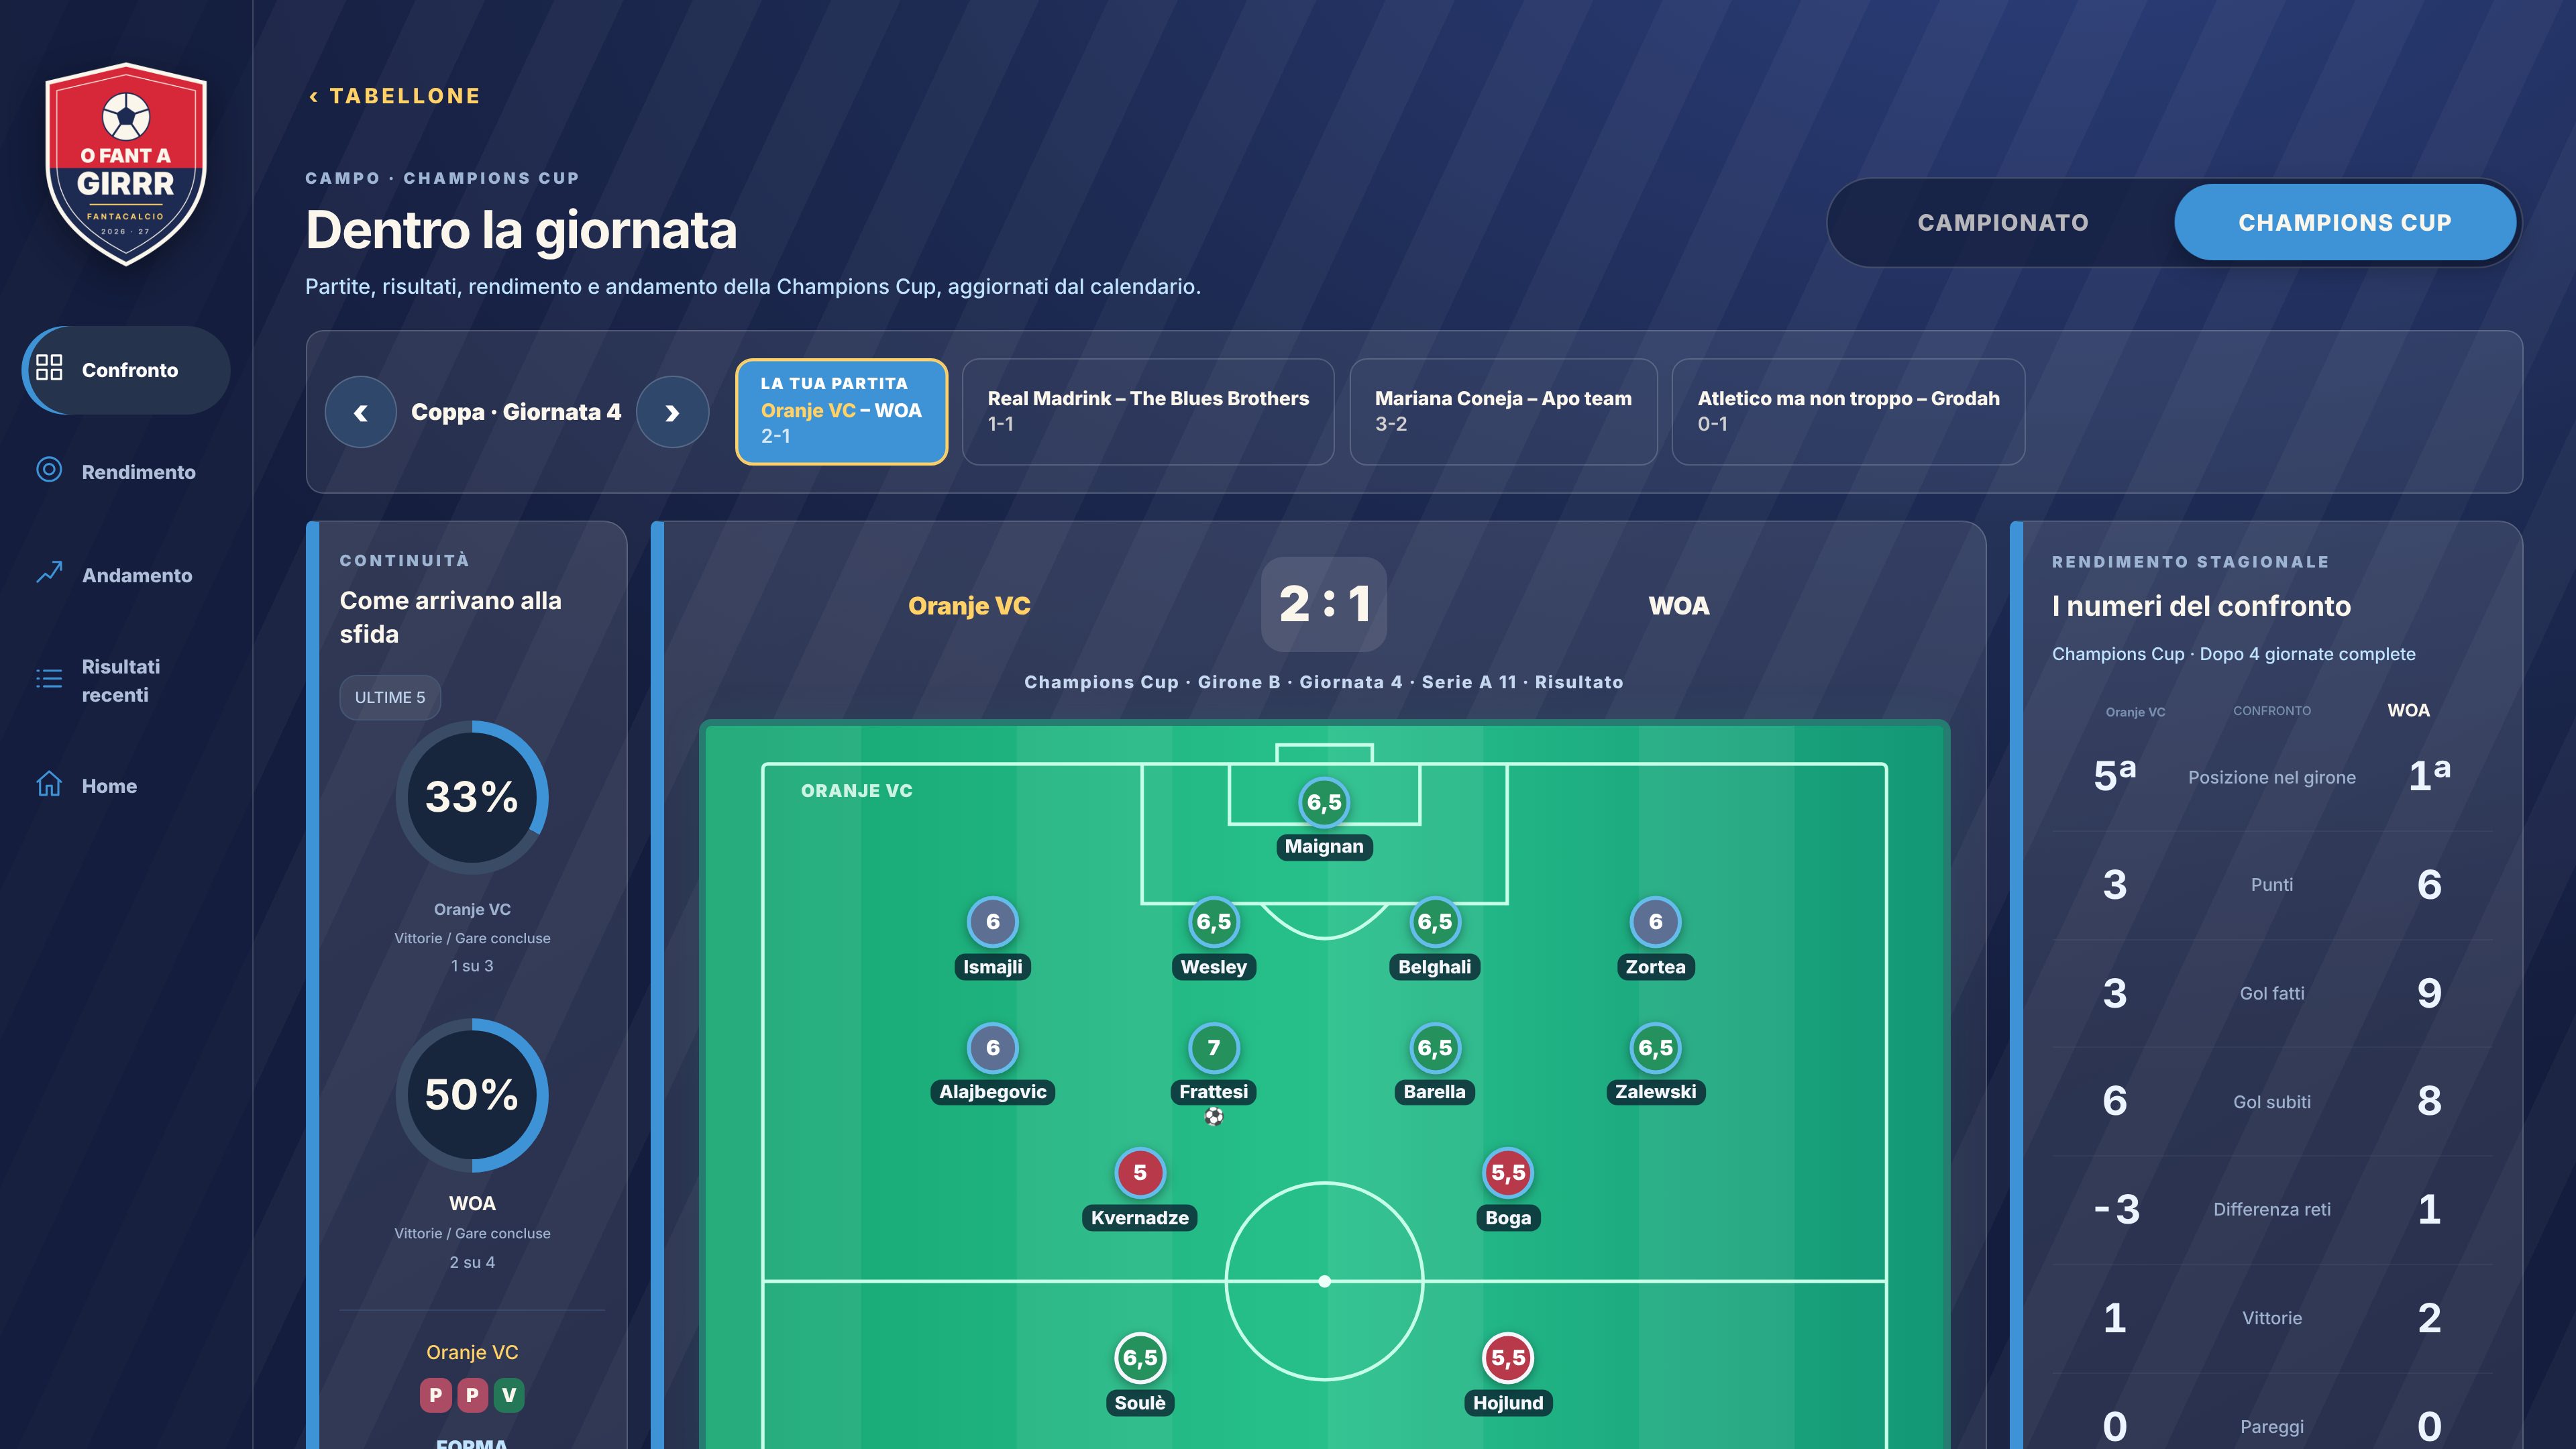 O FANT A
GIRRR
FANTACALCIO
2026 · 27
Confronto
Rendimento
Andamento
Risultati
recenti
Home
‹ TABELLONE
CAMPO · CHAMPIONS CUP
Dentro la giornata
Partite, risultati, rendimento e andamento della Champions Cup, aggiornati dal calendario.
CAMPIONATO
CHAMPIONS CUP
‹ Coppa · Giornata 4 ›
LA TUA PARTITA
Oranje VC – WOA
2-1
Real Madrink – The Blues Brothers
1-1
Mariana Coneja – Apo team
3-2
Atletico ma non troppo – Grodah
0-1
CONTINUITÀ
Come arrivano alla
sfida
ULTIME 5
33%
Oranje VC
Vittorie / Gare concluse
1 su 3
50%
WOA
Vittorie / Gare concluse
2 su 4
Oranje VC
P P V
FORMA
Oranje VC 2 : 1 WOA
Champions Cup · Girone B · Giornata 4 · Serie A 11 · Risultato
ORANJE VC
6,5
Maignan
6 6,5 6,5 6
Ismajli Wesley Belghali Zortea
6 7 6,5 6,5
Alajbegovic Frattesi Barella Zalewski
5 5,5
Kvernadze Boga
6,5 5,5
Soulè Hojlund
RENDIMENTO STAGIONALE
I numeri del confronto
Champions Cup · Dopo 4 giornate complete
Oranje VC CONFRONTO WOA
5ª Posizione nel girone 1ª
3 Punti 6
3 Gol fatti 9
6 Gol subiti 8
-3 Differenza reti 1
1 Vittorie 2
0 Pareggi 0